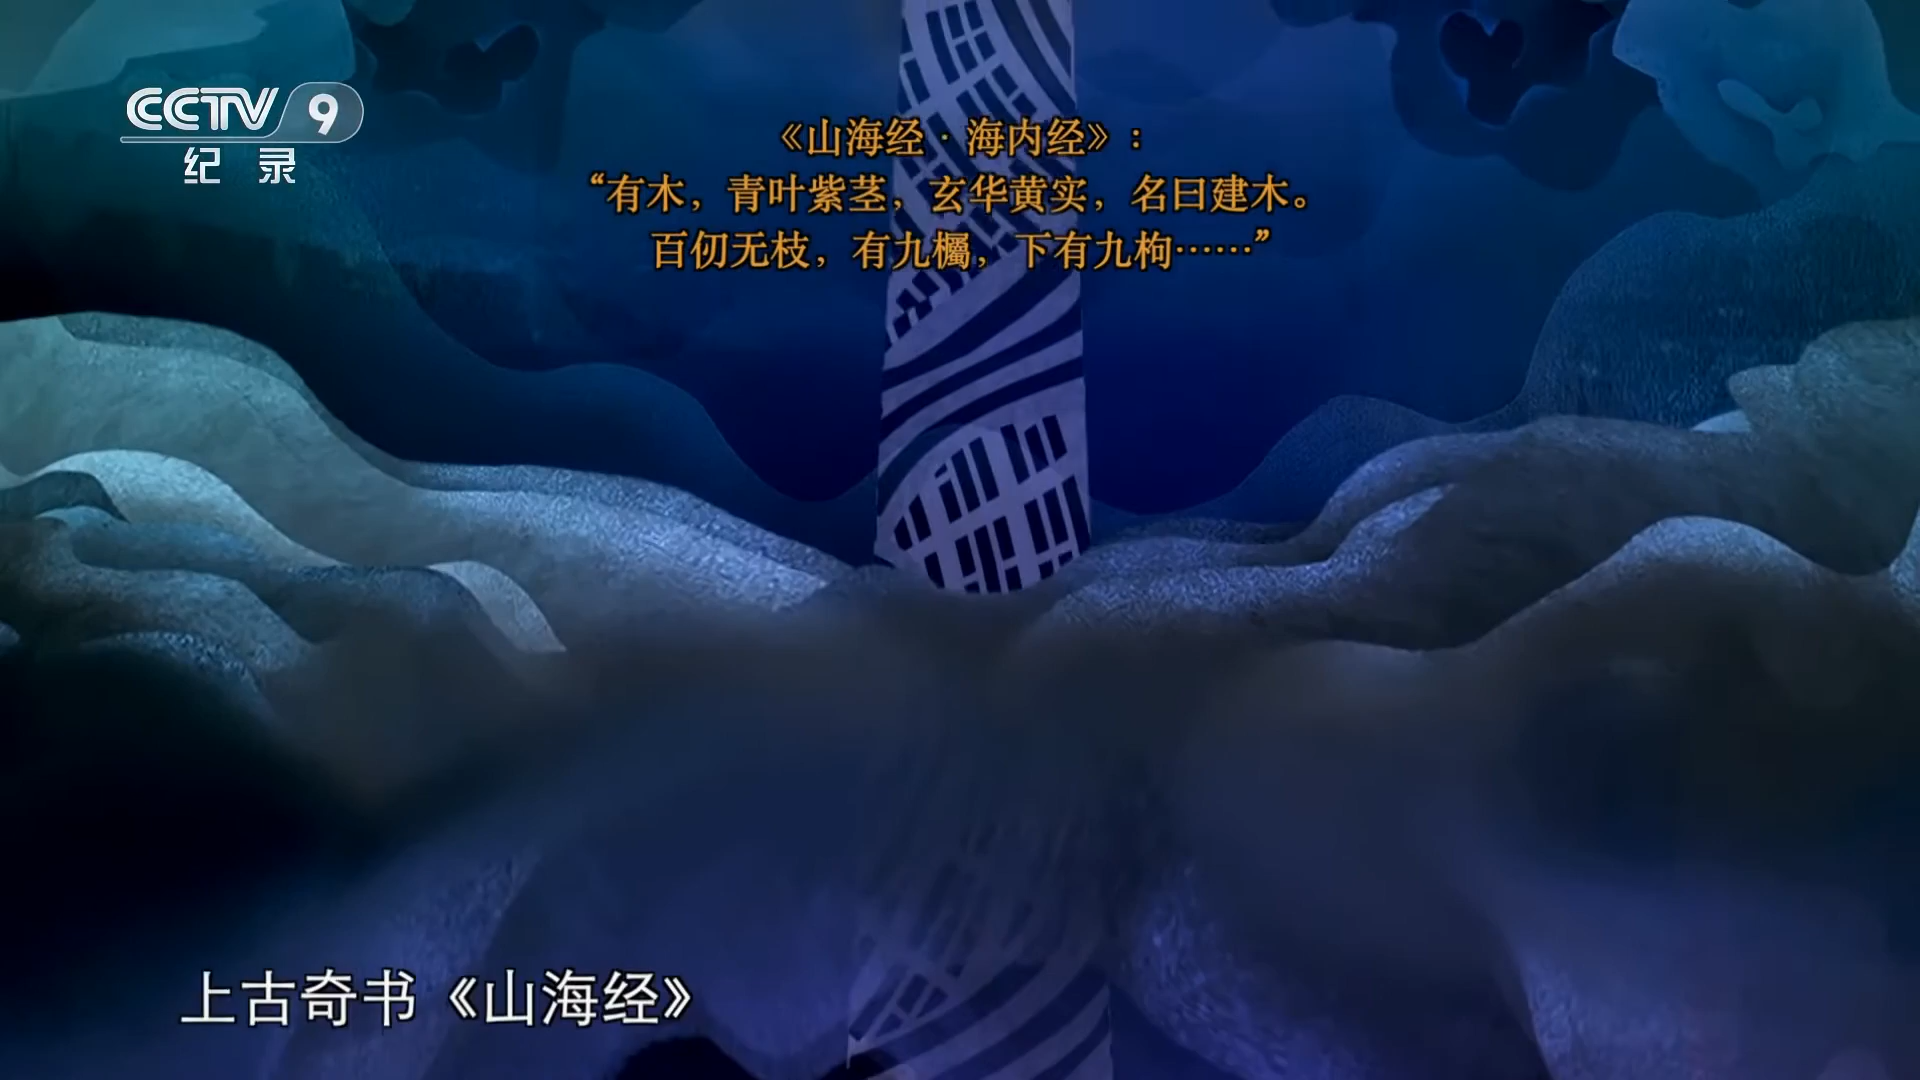 CCTV 9
纪 录
《山海经·海内经》：
“有木，青叶紫茎，玄华黄实，名曰建木。
百仞无枝，有九欘，下有九枸……”
上古奇书《山海经》